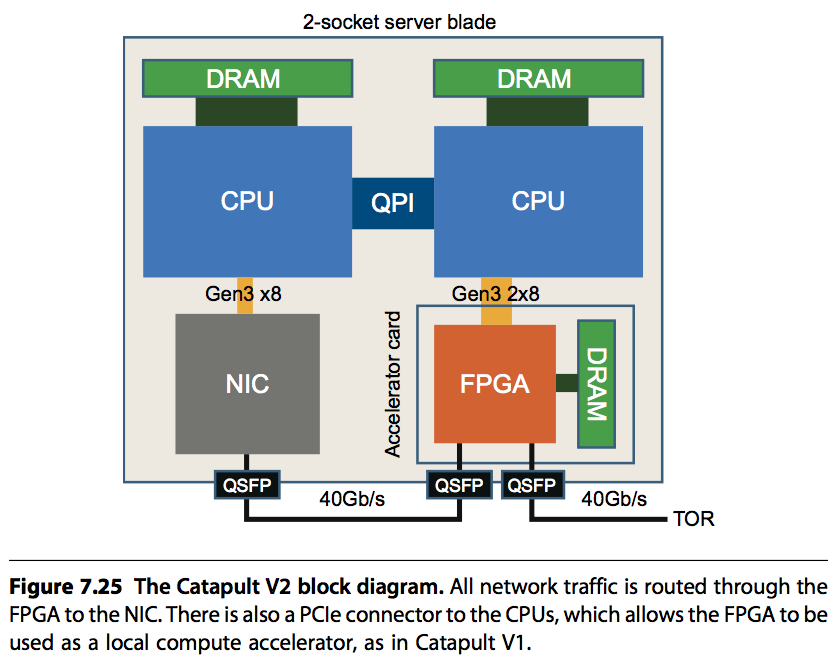 2-socket server blade
DRAM
DRAM
CPU
QPI
CPU
Gen3 x8
Gen3 2x8
Accelerator card
NIC
FPGA
DRAM
QSFP
QSFP
QSFP
40Gb/s
40Gb/s
TOR
Figure 7.25 The Catapult V2 block diagram. All network traffic is routed through the
FPGA to the NIC. There is also a PCIe connector to the CPUs, which allows the FPGA to be
used as a local compute accelerator, as in Catapult V1.